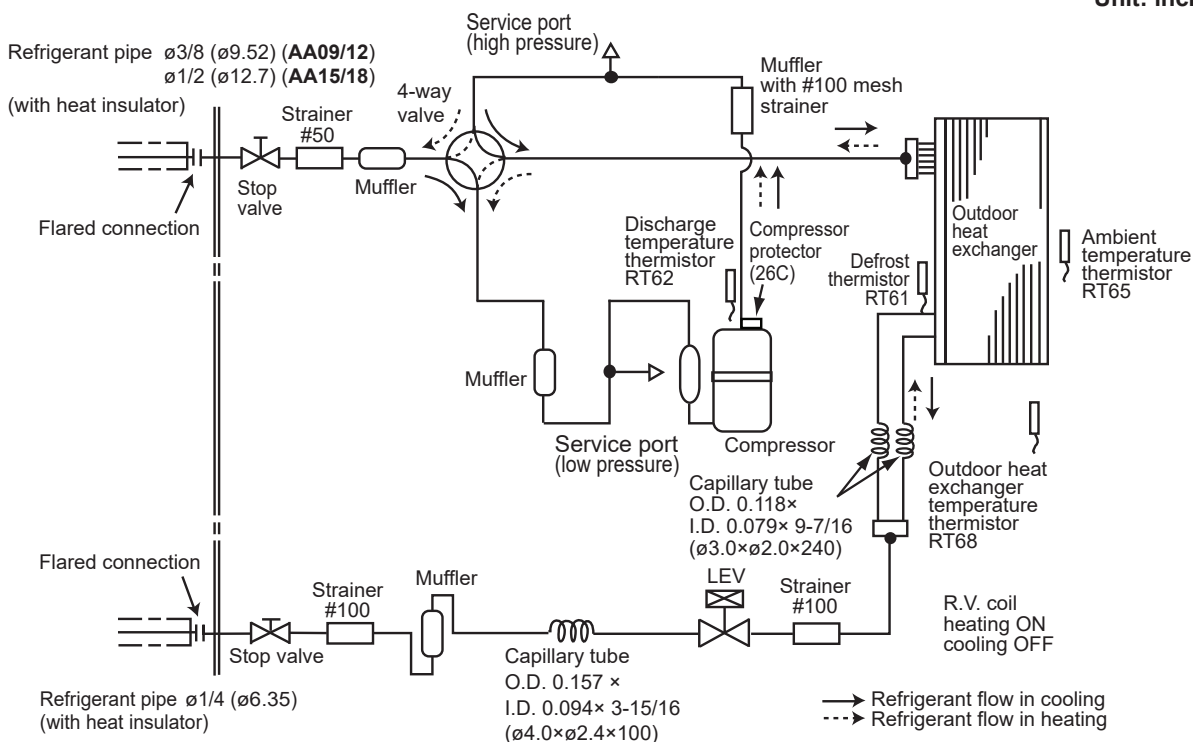 Refrigerant pipe ø3/8 (ø9.52) (AA09/12)
ø1/2 (ø12.7) (AA15/18)
(with heat insulator)
Service port
(high pressure)
Muffler
with #100 mesh
strainer
4-way
valve
Strainer
#50
Muffler
Stop
valve
Flared connection
Discharge
temperature
thermistor
RT62
Compressor
protector
(26C)
Outdoor
heat
exchanger
Defrost
thermistor
RT61
Ambient
temperature
thermistor
RT65
Muffler
Service port
(low pressure)
Compressor
Capillary tube
O.D. 0.118×
I.D. 0.079× 9-7/16
(ø3.0×ø2.0×240)
Outdoor heat
exchanger
temperature
thermistor
RT68
Flared connection
Strainer
#100
Muffler
LEV
Strainer
#100
R.V. coil
heating ON
cooling OFF
Stop valve
Capillary tube
O.D. 0.157 ×
I.D. 0.094× 3-15/16
(ø4.0×ø2.4×100)
Refrigerant pipe ø1/4 (ø6.35)
(with heat insulator)
Refrigerant flow in cooling
Refrigerant flow in heating